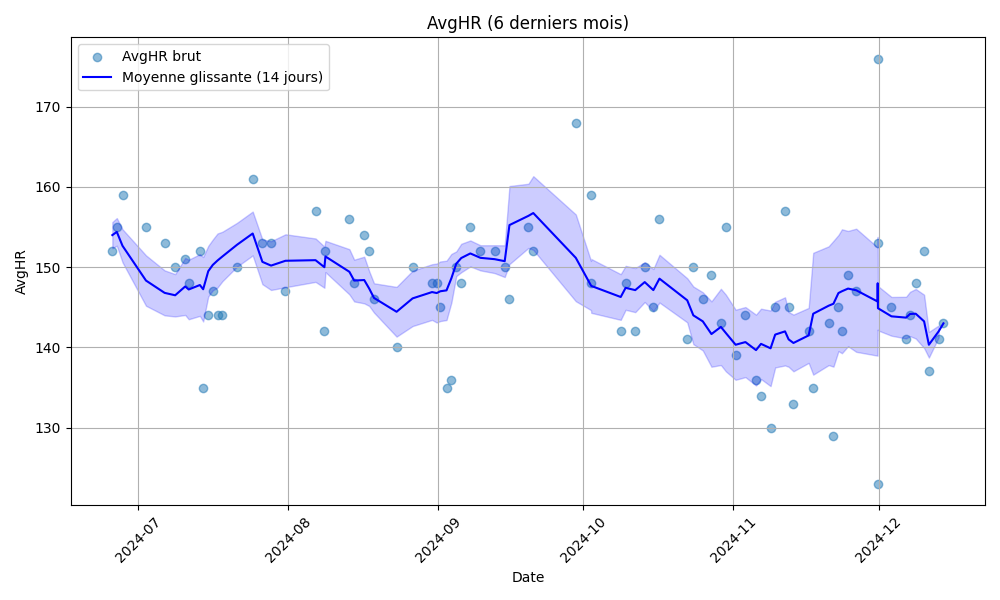 AvgHR (6 derniers mois)
AvgHR brut
Moyenne glissante (14 jours)
AvgHR
170
160
150
140
130
2024-07
2024-08
2024-09
2024-10
2024-11
2024-12
Date